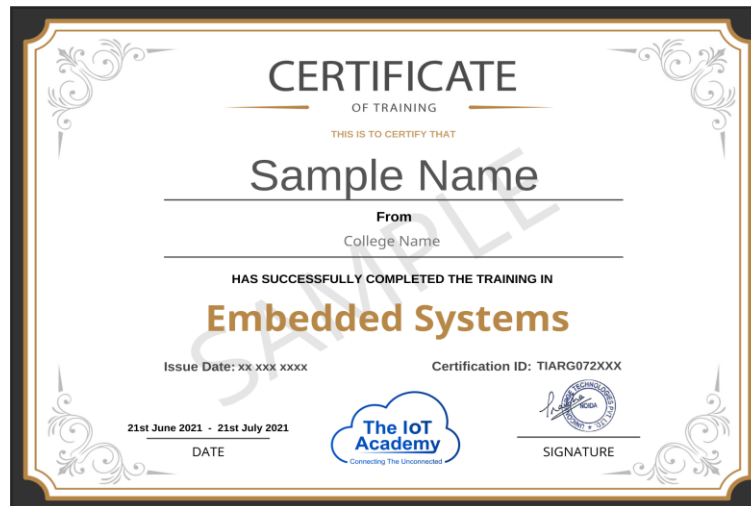 CERTIFICATE
OF TRAINING
THIS IS TO CERTIFY THAT
Sample Name
From
College Name
HAS SUCCESSFULLY COMPLETED THE TRAINING IN
Embedded Systems
SAMPLE
Issue Date: xx xxx xxxx
Certification ID: TIARG072XXX
21st June 2021 - 21st July 2021
DATE
The IoT
Academy
Connecting The Unconnected
NOIDA
SIGNATURE